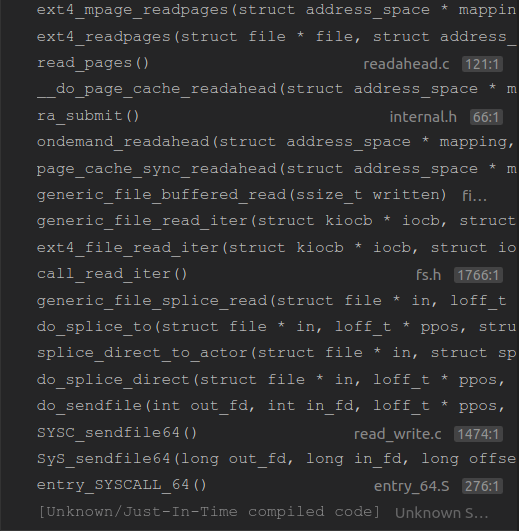 ext4_mpage_readpages(struct address_space * mappin
ext4_readpages(struct file * file, struct address_
read_pages() readahead.c 121:1
__do_page_cache_readahead(struct address_space * m
ra_submit() internal.h 66:1
ondemand_readahead(struct address_space * mapping,
page_cache_sync_readahead(struct address_space * m
generic_file_buffered_read(ssize_t written) fi…
generic_file_read_iter(struct kiocb * iocb, struct
ext4_file_read_iter(struct kiocb * iocb, struct io
call_read_iter() fs.h 1766:1
generic_file_splice_read(struct file * in, loff_t
do_splice_to(struct file * in, loff_t * ppos, stru
splice_direct_to_actor(struct file * in, struct sp
do_splice_direct(struct file * in, loff_t * ppos,
do_sendfile(int out_fd, int in_fd, loff_t * ppos,
SYSC_sendfile64() read_write.c 1474:1
SyS_sendfile64(long out_fd, long in_fd, long offse
entry_SYSCALL_64() entry_64.S 276:1
[Unknown/Just-In-Time compiled code] Unknown S…